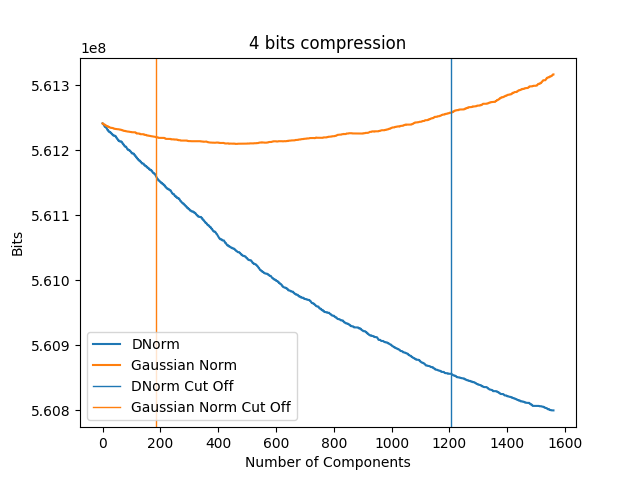 4 bits compression
1e8
5.613
5.612
5.611
5.610
5.609
5.608
Bits
DNorm
Gaussian Norm
DNorm Cut Off
Gaussian Norm Cut Off
0 200 400 600 800 1000 1200 1400 1600
Number of Components